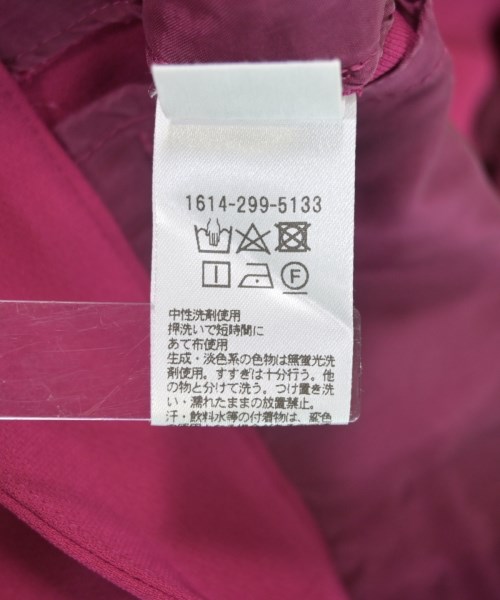 1614-299-5133
F
中性洗剤使用
押洗いで短時間に
あて布使用
生成・淡色系の色物は無蛍光洗
剤使用。すすぎは十分行う。他
の物と分けて洗う。つけ置き洗
い・濡れたままの放置禁止。
汗・飲料水等の付着物は、変色